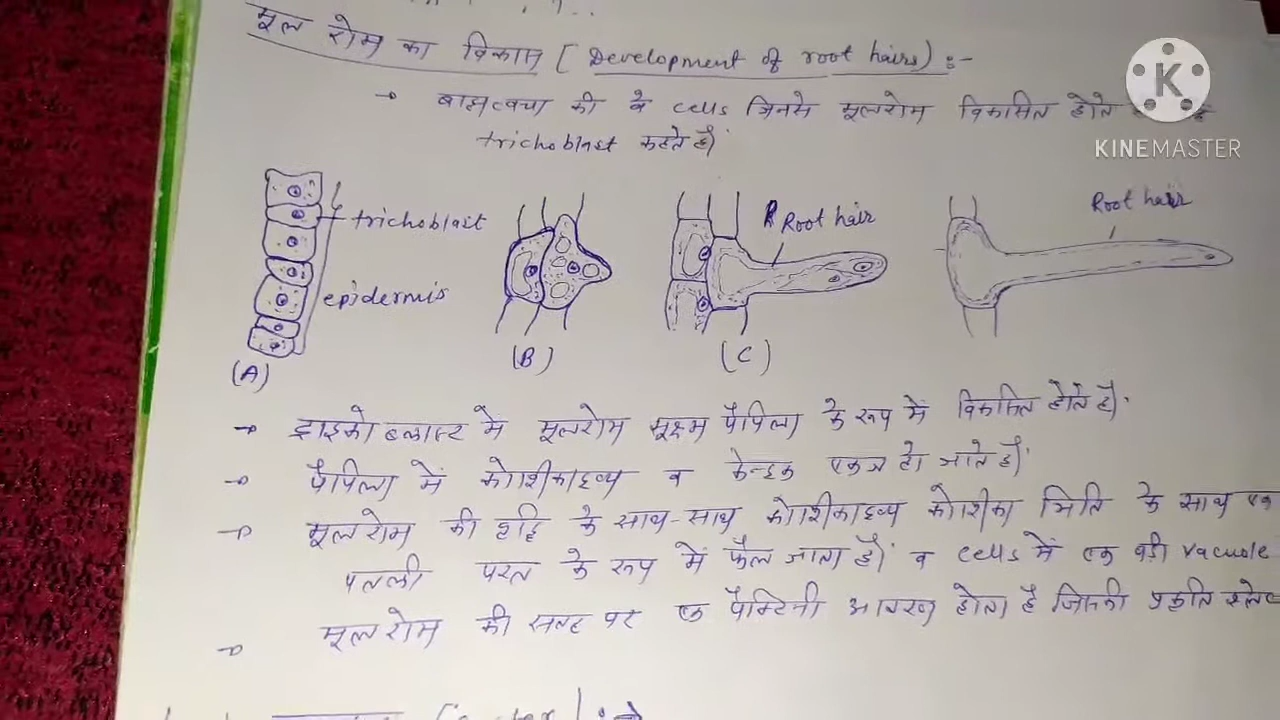 मूल रोम का विकास [ Development of root hairs) :-
→ बाह्यत्वचा की वे cells जिनसे मूलरोम विकसित होते हैं
trichoblast कहते है।
trichoblast
epidermis
(A)
(B)
Root hair
(C)
Root hair
→ ट्राइकोब्लास्ट में मूलरोम सूक्ष्म पैपिला के रूप में विकसित होते है।
→ पैपिला में कोशीकाद्रव्य व केन्द्रक एकत्र हो जाते है।
→ मूलरोम की वृद्धि के साथ-साथ कोशीकाद्रव्य कोशीका भिति के साथ एक
पतली परत के रूप में फैल जाता है। व cells में एक बड़ी vacuole
→ मूलरोम की सतह पर एक पैक्टिनी आवरण होता है जिसकी प्रकृति
K
KINEMASTER